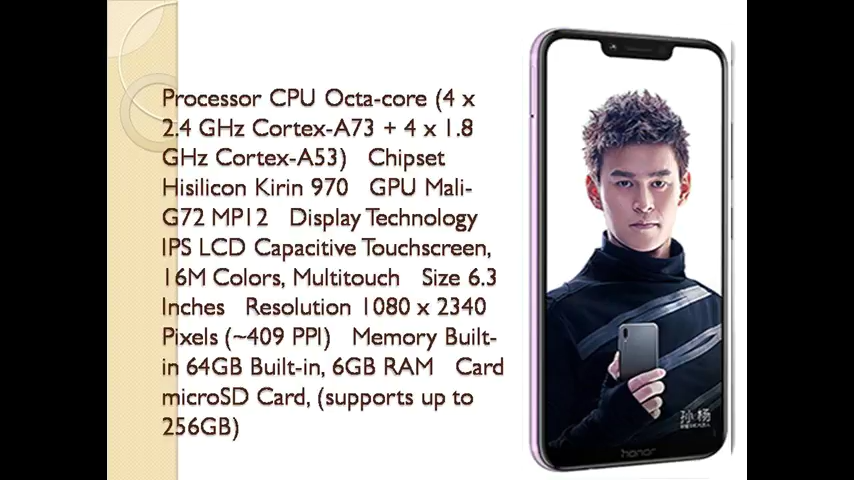 Processor CPU Octa-core (4 x
2.4 GHz Cortex-A73 + 4 x 1.8
GHz Cortex-A53) Chipset
Hisilicon Kirin 970 GPU Mali-
G72 MP12 Display Technology
IPS LCD Capacitive Touchscreen,
16M Colors, Multitouch Size 6.3
Inches Resolution 1080 x 2340
Pixels (~409 PPI) Memory Built-
in 64GB Built-in, 6GB RAM Card
microSD Card, (supports up to
256GB)
孙杨
honor